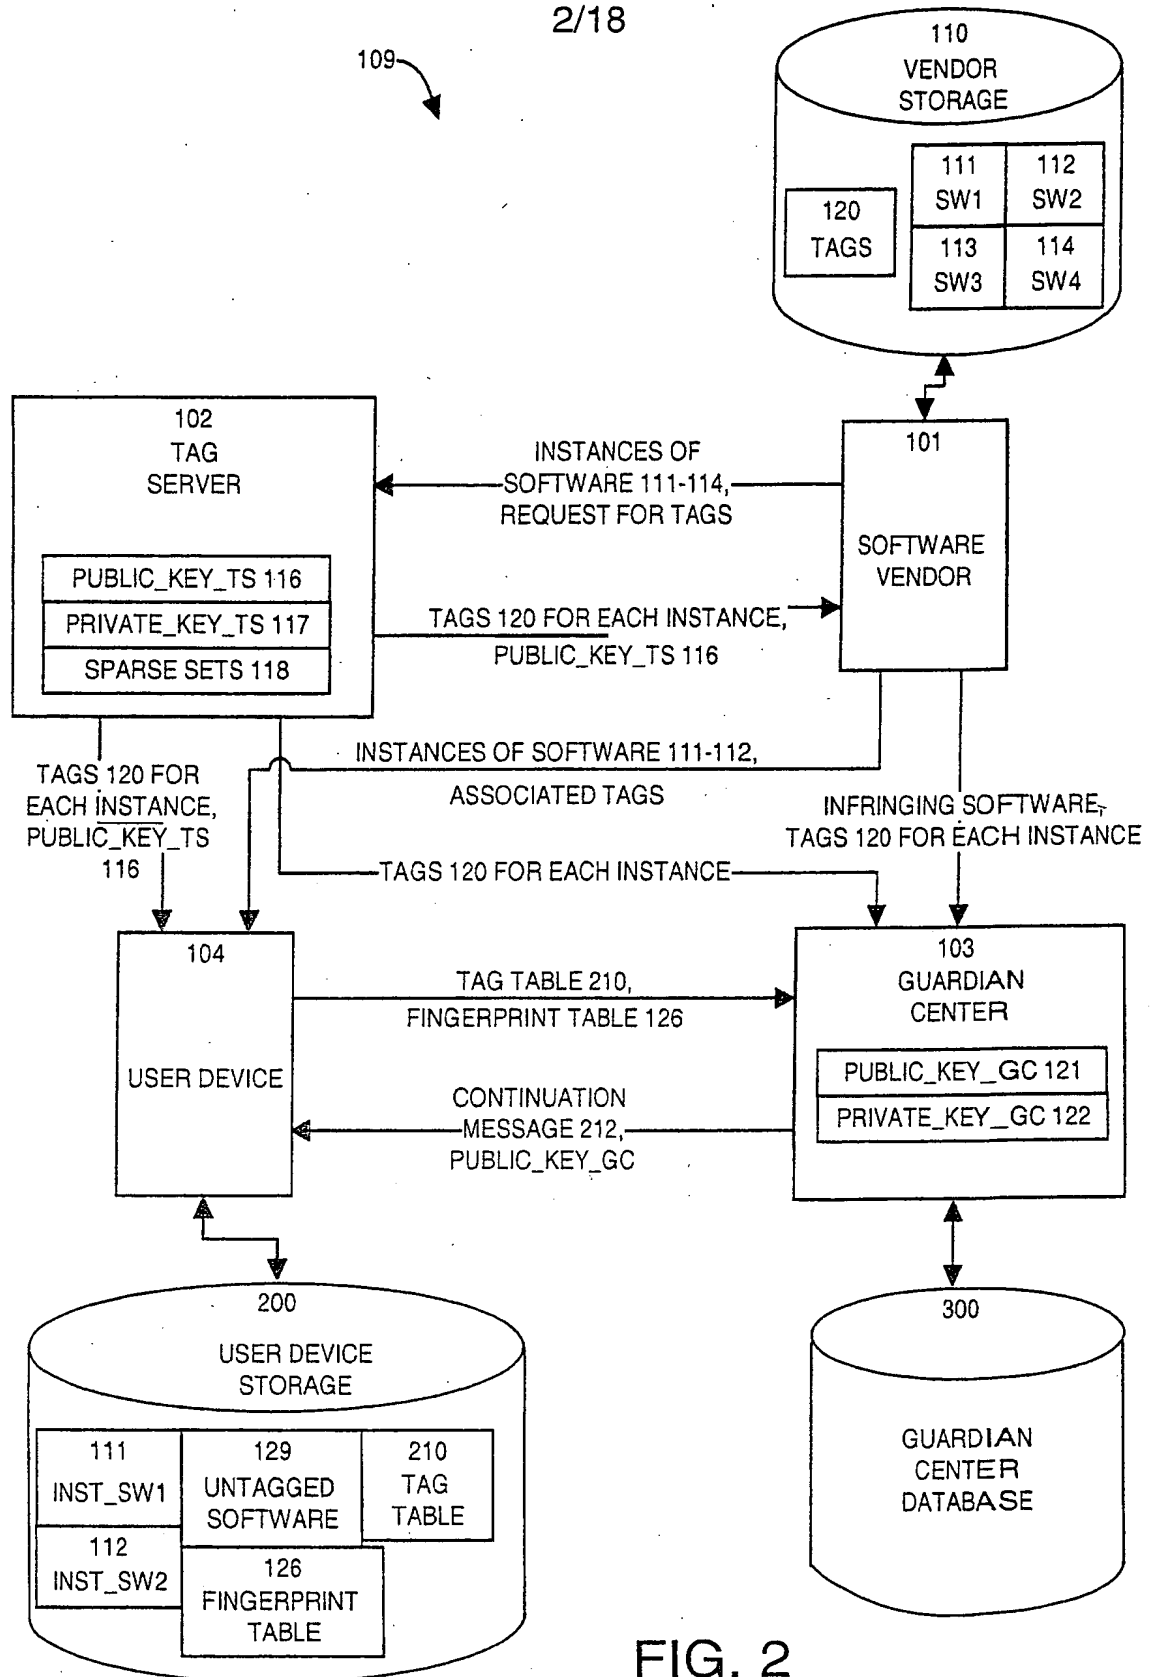 2/18
109
110
VENDOR
STORAGE
111
SW1
112
SW2
120
TAGS
113
SW3
114
SW4
102
TAG
SERVER
PUBLIC_KEY_TS 116
PRIVATE_KEY_TS 117
SPARSE SETS 118
INSTANCES OF
SOFTWARE 111-114,
REQUEST FOR TAGS
101
SOFTWARE
VENDOR
TAGS 120 FOR EACH INSTANCE,
PUBLIC_KEY_TS 116
INSTANCES OF SOFTWARE 111-112,
ASSOCIATED TAGS
TAGS 120 FOR
EACH INSTANCE,
PUBLIC_KEY_TS
116
INFRINGING SOFTWARE,
TAGS 120 FOR EACH INSTANCE
TAGS 120 FOR EACH INSTANCE
104
USER DEVICE
TAG TABLE 210,
FINGERPRINT TABLE 126
CONTINUATION
MESSAGE 212,
PUBLIC_KEY_GC
103
GUARDIAN
CENTER
PUBLIC_KEY_GC 121
PRIVATE_KEY_GC 122
200
USER DEVICE
STORAGE
111
INST_SW1
129
UNTAGGED
SOFTWARE
210
TAG
TABLE
112
INST_SW2
126
FINGERPRINT
TABLE
300
GUARDIAN
CENTER
DATABASE
FIG. 2